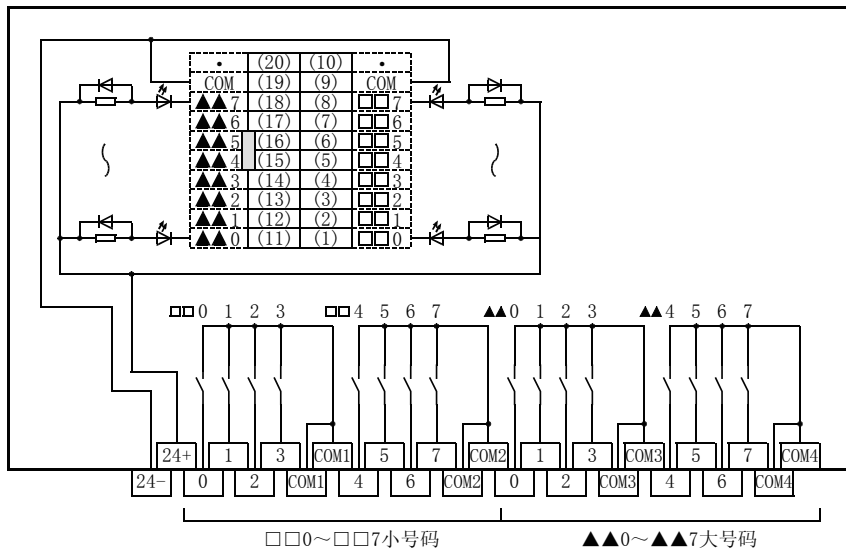 • (20) (10) •
COM (19) (9) COM
▲▲7 (18) (8) □□7
▲▲6 (17) (7) □□6
▲▲5 (16) (6) □□5
▲▲4 (15) (5) □□4
▲▲3 (14) (4) □□3
▲▲2 (13) (3) □□2
▲▲1 (12) (2) □□1
▲▲0 (11) (1) □□0
□□0 1 2 3 □□4 5 6 7 ▲▲0 1 2 3 ▲▲4 5 6 7
24+ 1 3 COM1 5 7 COM2 1 3 COM3 5 7 COM4
24− 0 2 COM1 4 6 COM2 0 2 COM3 4 6 COM4
□□0～□□7小号码 ▲▲0～▲▲7大号码